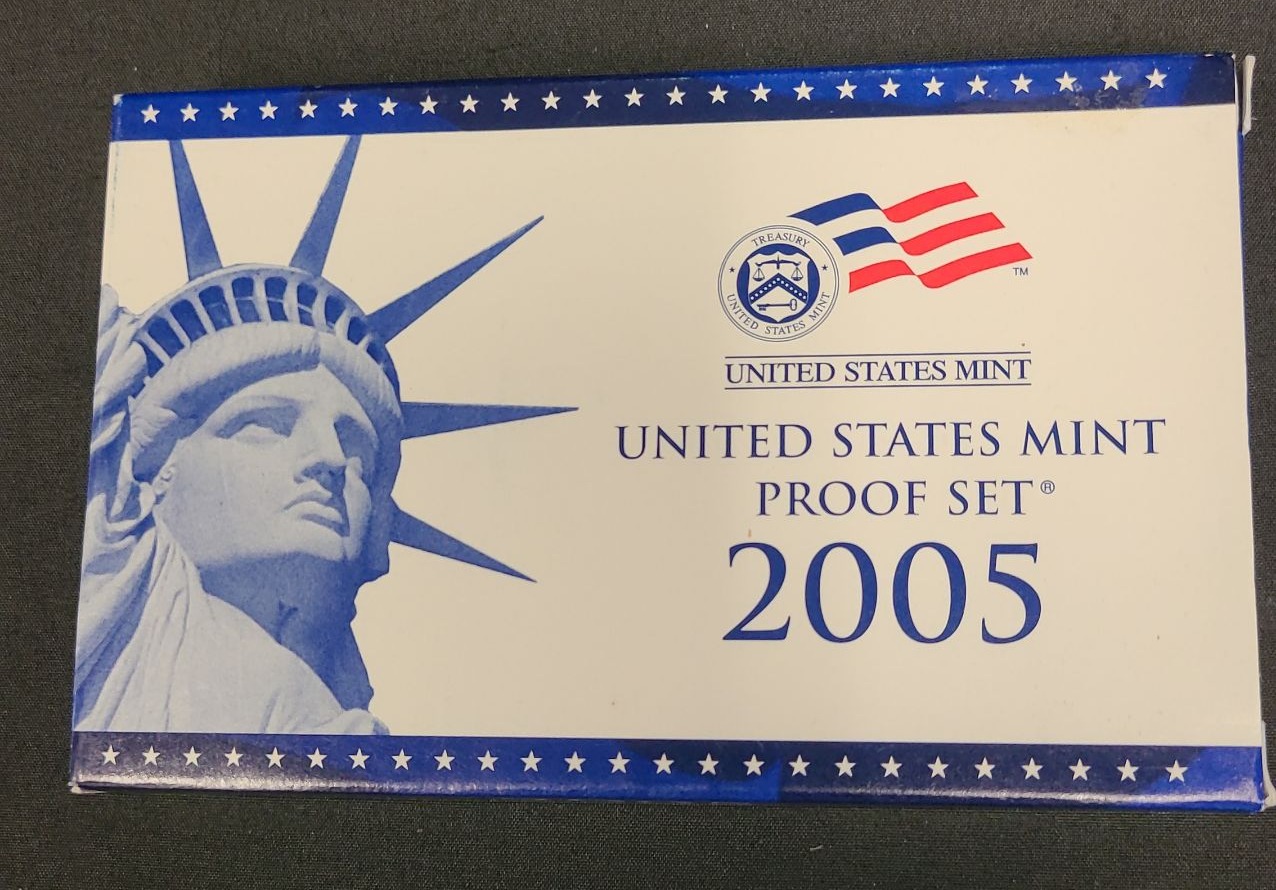 TREASURY
UNITED STATES MINT
TM
UNITED STATES MINT
UNITED STATES MINT
PROOF SET®
2005